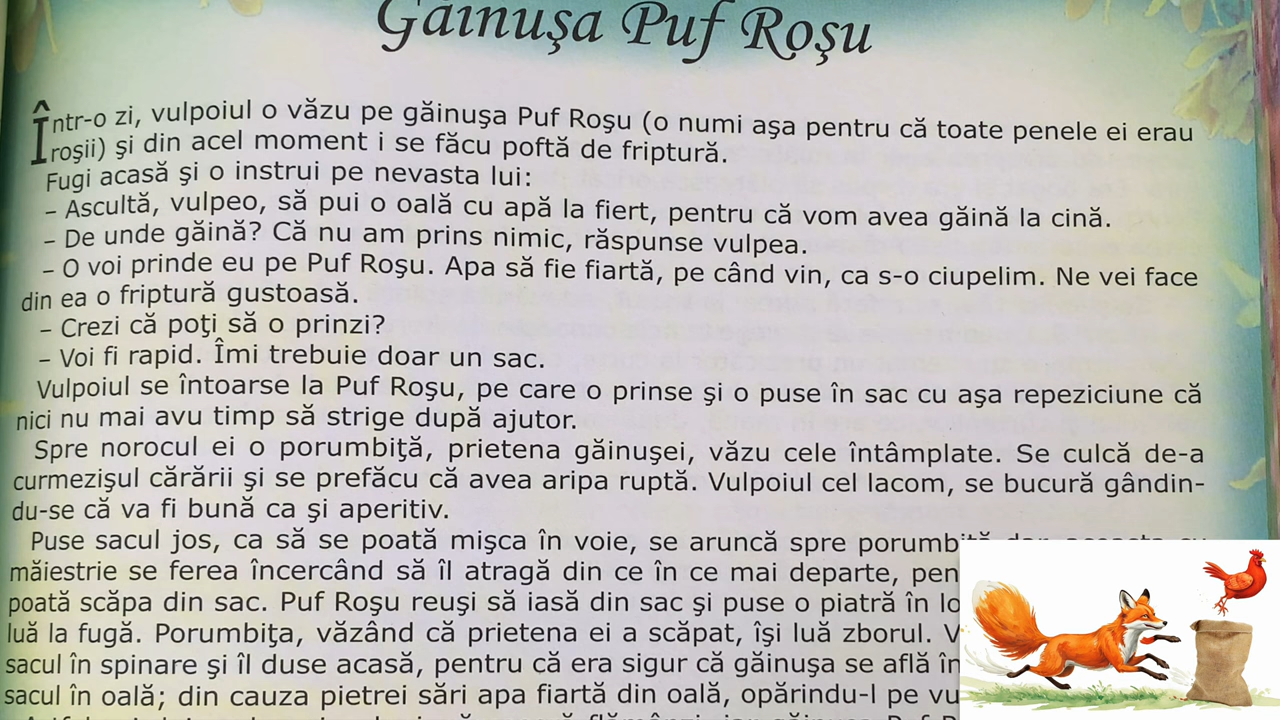 Găinuşa Puf Roşu
Într-o zi, vulpoiul o văzu pe găinuşa Puf Roşu (o numi aşa pentru că toate penele ei erau
roşii) şi din acel moment i se făcu poftă de friptură.
Fugi acasă şi o instrui pe nevasta lui:
– Ascultă, vulpeo, să pui o oală cu apă la fiert, pentru că vom avea găină la cină.
– De unde găină? Că nu am prins nimic, răspunse vulpea.
– O voi prinde eu pe Puf Roşu. Apa să fie fiartă, pe când vin, ca s-o ciupelim. Ne vei face
din ea o friptură gustoasă.
– Crezi că poţi să o prinzi?
– Voi fi rapid. Îmi trebuie doar un sac.
Vulpoiul se întoarse la Puf Roşu, pe care o prinse şi o puse în sac cu aşa repeziciune că
nici nu mai avu timp să strige după ajutor.
Spre norocul ei o porumbiţă, prietena găinuşei, văzu cele întâmplate. Se culcă de-a
curmezişul cărării şi se prefăcu că avea aripa ruptă. Vulpoiul cel lacom, se bucură gândin-
du-se că va fi bună ca şi aperitiv.
Puse sacul jos, ca să se poată mişca în voie, se aruncă spre porumbiţă
măiestrie se ferea încercând să îl atragă din ce în ce mai departe,
poată scăpa din sac. Puf Roşu reuşi să iasă din sac şi puse o piatră în
luă la fugă. Porumbiţa, văzând că prietena ei a scăpat, îşi luă zborul.
sacul în spinare şi îl duse acasă, pentru că era sigur că găinuşa se află
sacul în oală; din cauza pietrei sări apa fiartă din oală, opărindu-l pe